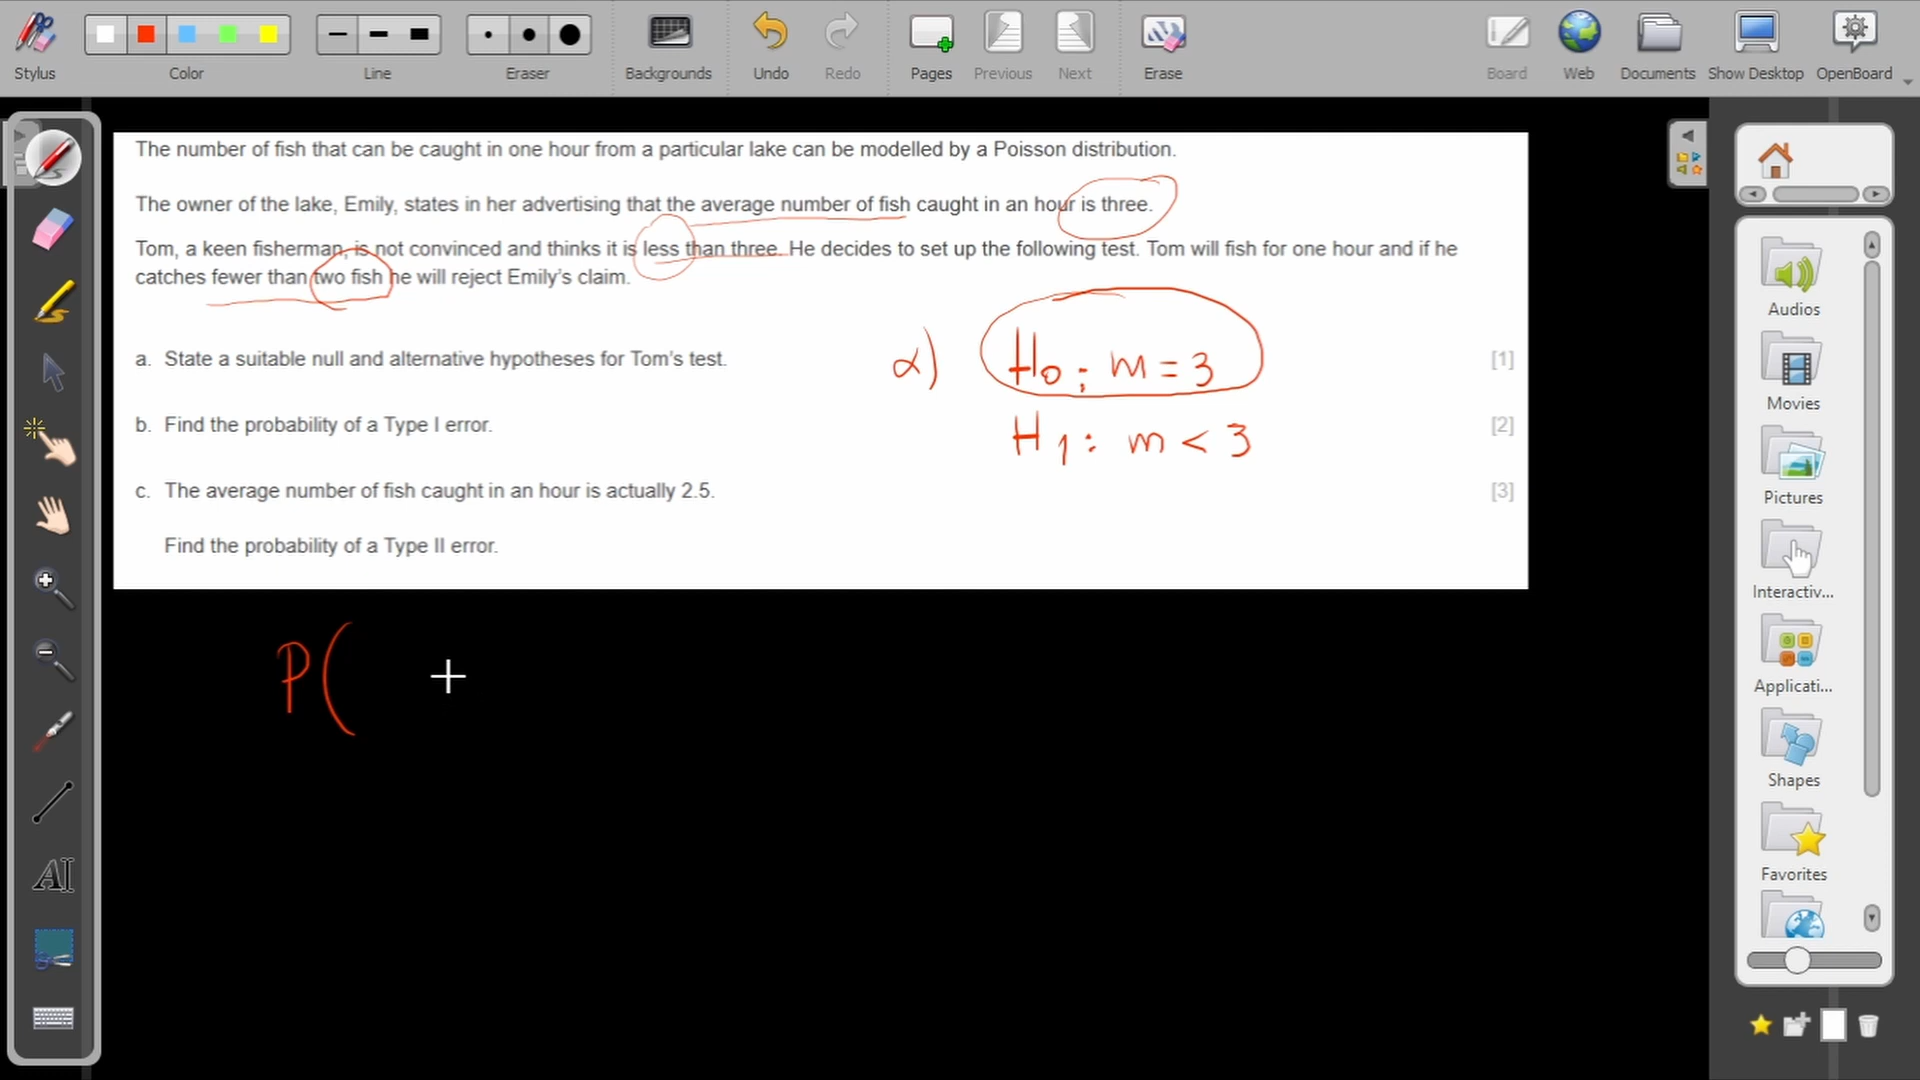 Stylus Color Line Eraser Backgrounds Undo Redo Pages Previous Next Erase Board Web Documents Show Desktop OpenBoard
The number of fish that can be caught in one hour from a particular lake can be modelled by a Poisson distribution.
The owner of the lake, Emily, states in her advertising that the average number of fish caught in an hour is three.
Tom, a keen fisherman, is not convinced and thinks it is less than three. He decides to set up the following test. Tom will fish for one hour and if he
catches fewer than two fish he will reject Emily's claim.
a. State a suitable null and alternative hypotheses for Tom's test. [1]
α) H₀: m = 3
H₁: m < 3
b. Find the probability of a Type I error. [2]
c. The average number of fish caught in an hour is actually 2.5. [3]
Find the probability of a Type II error.
P(
AI
Audios
Movies
Pictures
Interactiv...
Applicati...
Shapes
Favorites